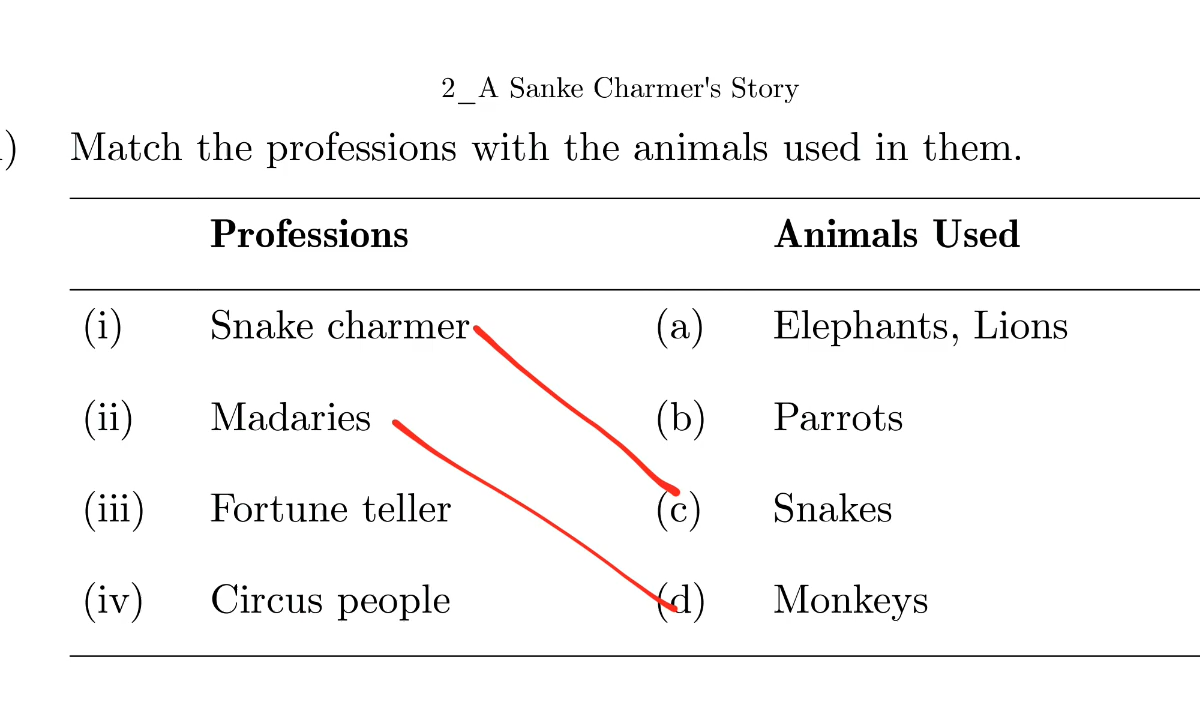 2_A Sanke Charmer's Story
) Match the professions with the animals used in them.
Professions Animals Used
(i) Snake charmer (a) Elephants, Lions
(ii) Madaries (b) Parrots
(iii) Fortune teller (c) Snakes
(iv) Circus people (d) Monkeys